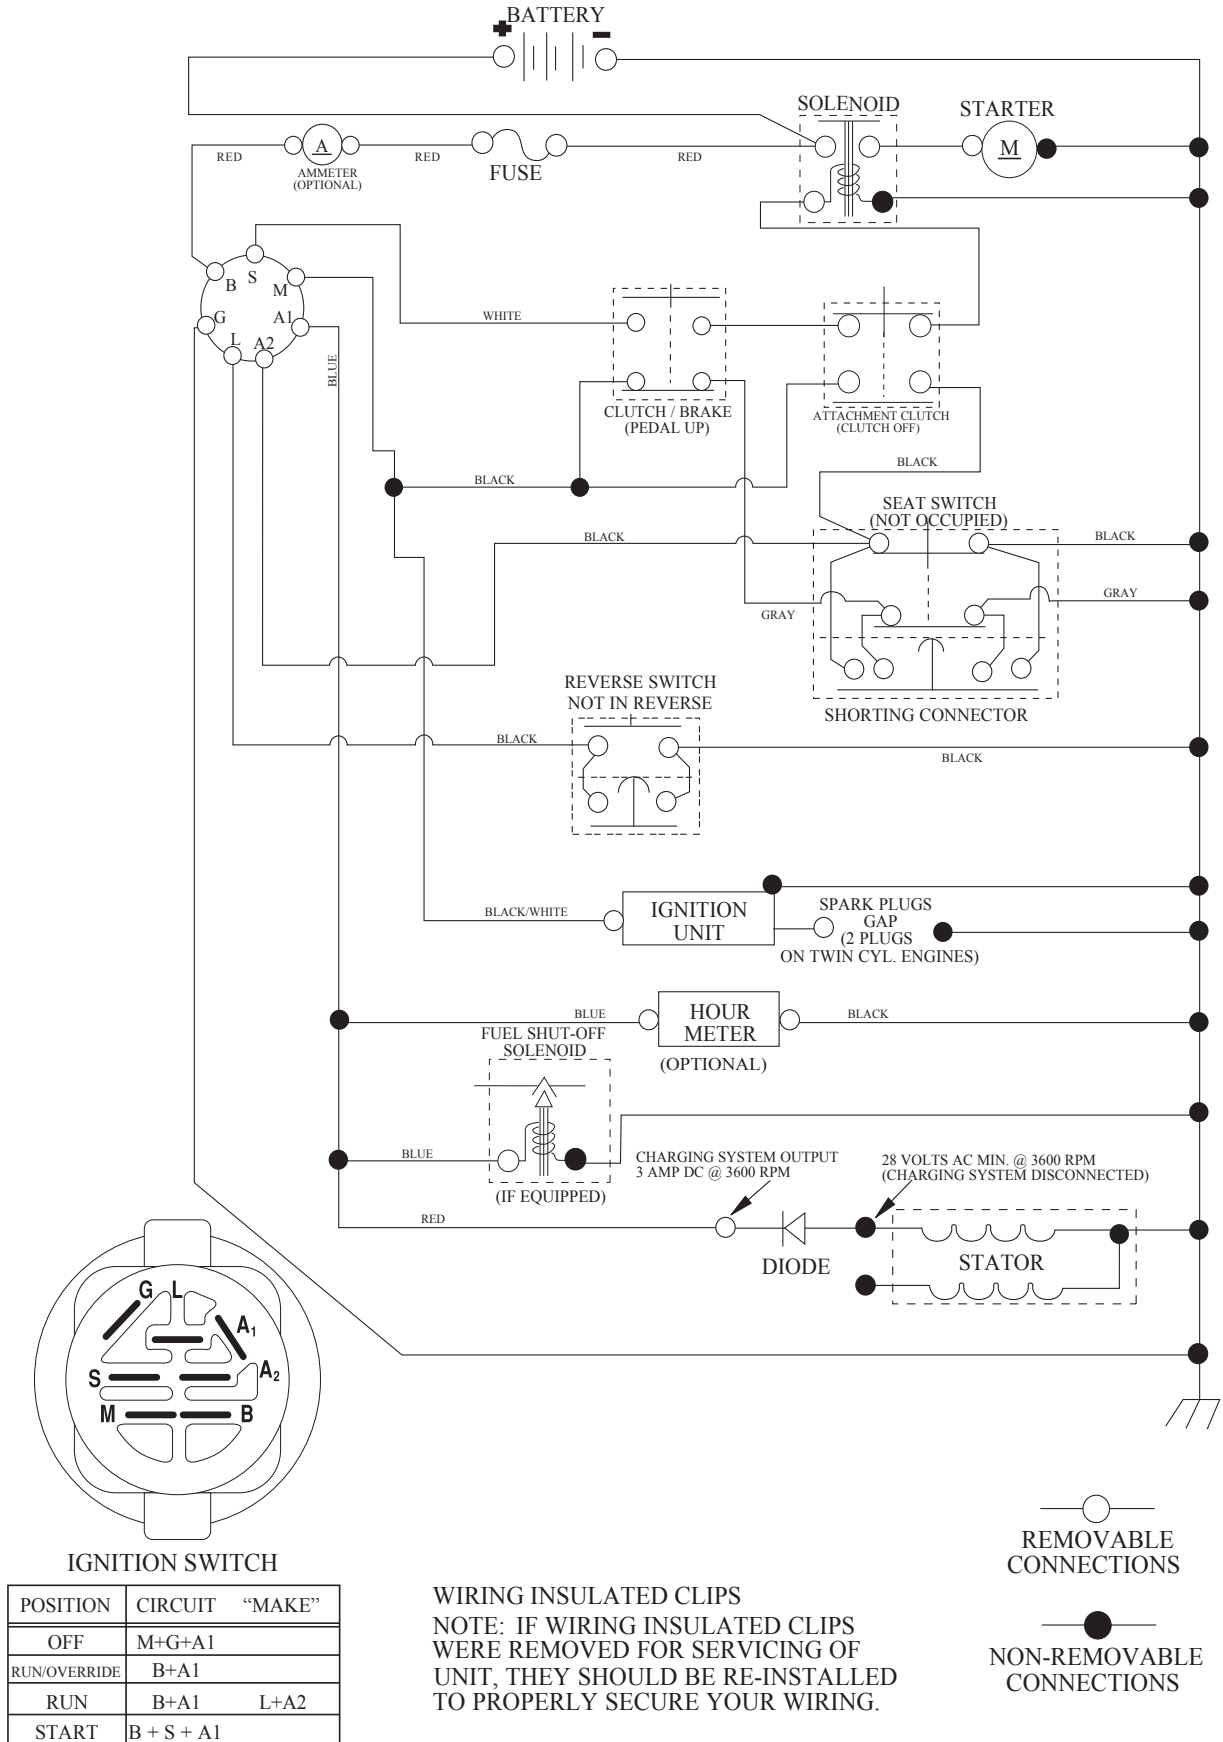 BATTERY
+ -
SOLENOID
STARTER
RED
A
RED
FUSE
RED
M
AMMETER
(OPTIONAL)
B
S
M
G
A1
L
A2
BLUE
WHITE
CLUTCH / BRAKE
(PEDAL UP)
ATTACHMENT CLUTCH
(CLUTCH OFF)
BLACK
BLACK
SEAT SWITCH
(NOT OCCUPIED)
BLACK
BLACK
GRAY
GRAY
SHORTING CONNECTOR
REVERSE SWITCH
NOT IN REVERSE
BLACK
BLACK
BLACK/WHITE
IGNITION
UNIT
SPARK PLUGS
GAP
(2 PLUGS
ON TWIN CYL. ENGINES)
BLUE
HOUR
METER
BLACK
(OPTIONAL)
FUEL SHUT-OFF
SOLENOID
BLUE
(IF EQUIPPED)
CHARGING SYSTEM OUTPUT
3 AMP DC @ 3600 RPM
28 VOLTS AC MIN. @ 3600 RPM
(CHARGING SYSTEM DISCONNECTED)
RED
DIODE
STATOR
G L
A1
S
A2
M
B
IGNITION SWITCH
POSITION CIRCUIT “MAKE”
OFF M+G+A1
RUN/OVERRIDE B+A1
RUN B+A1 L+A2
START B + S + A1
WIRING INSULATED CLIPS
NOTE: IF WIRING INSULATED CLIPS
WERE REMOVED FOR SERVICING OF
UNIT, THEY SHOULD BE RE-INSTALLED
TO PROPERLY SECURE YOUR WIRING.
REMOVABLE
CONNECTIONS
NON-REMOVABLE
CONNECTIONS